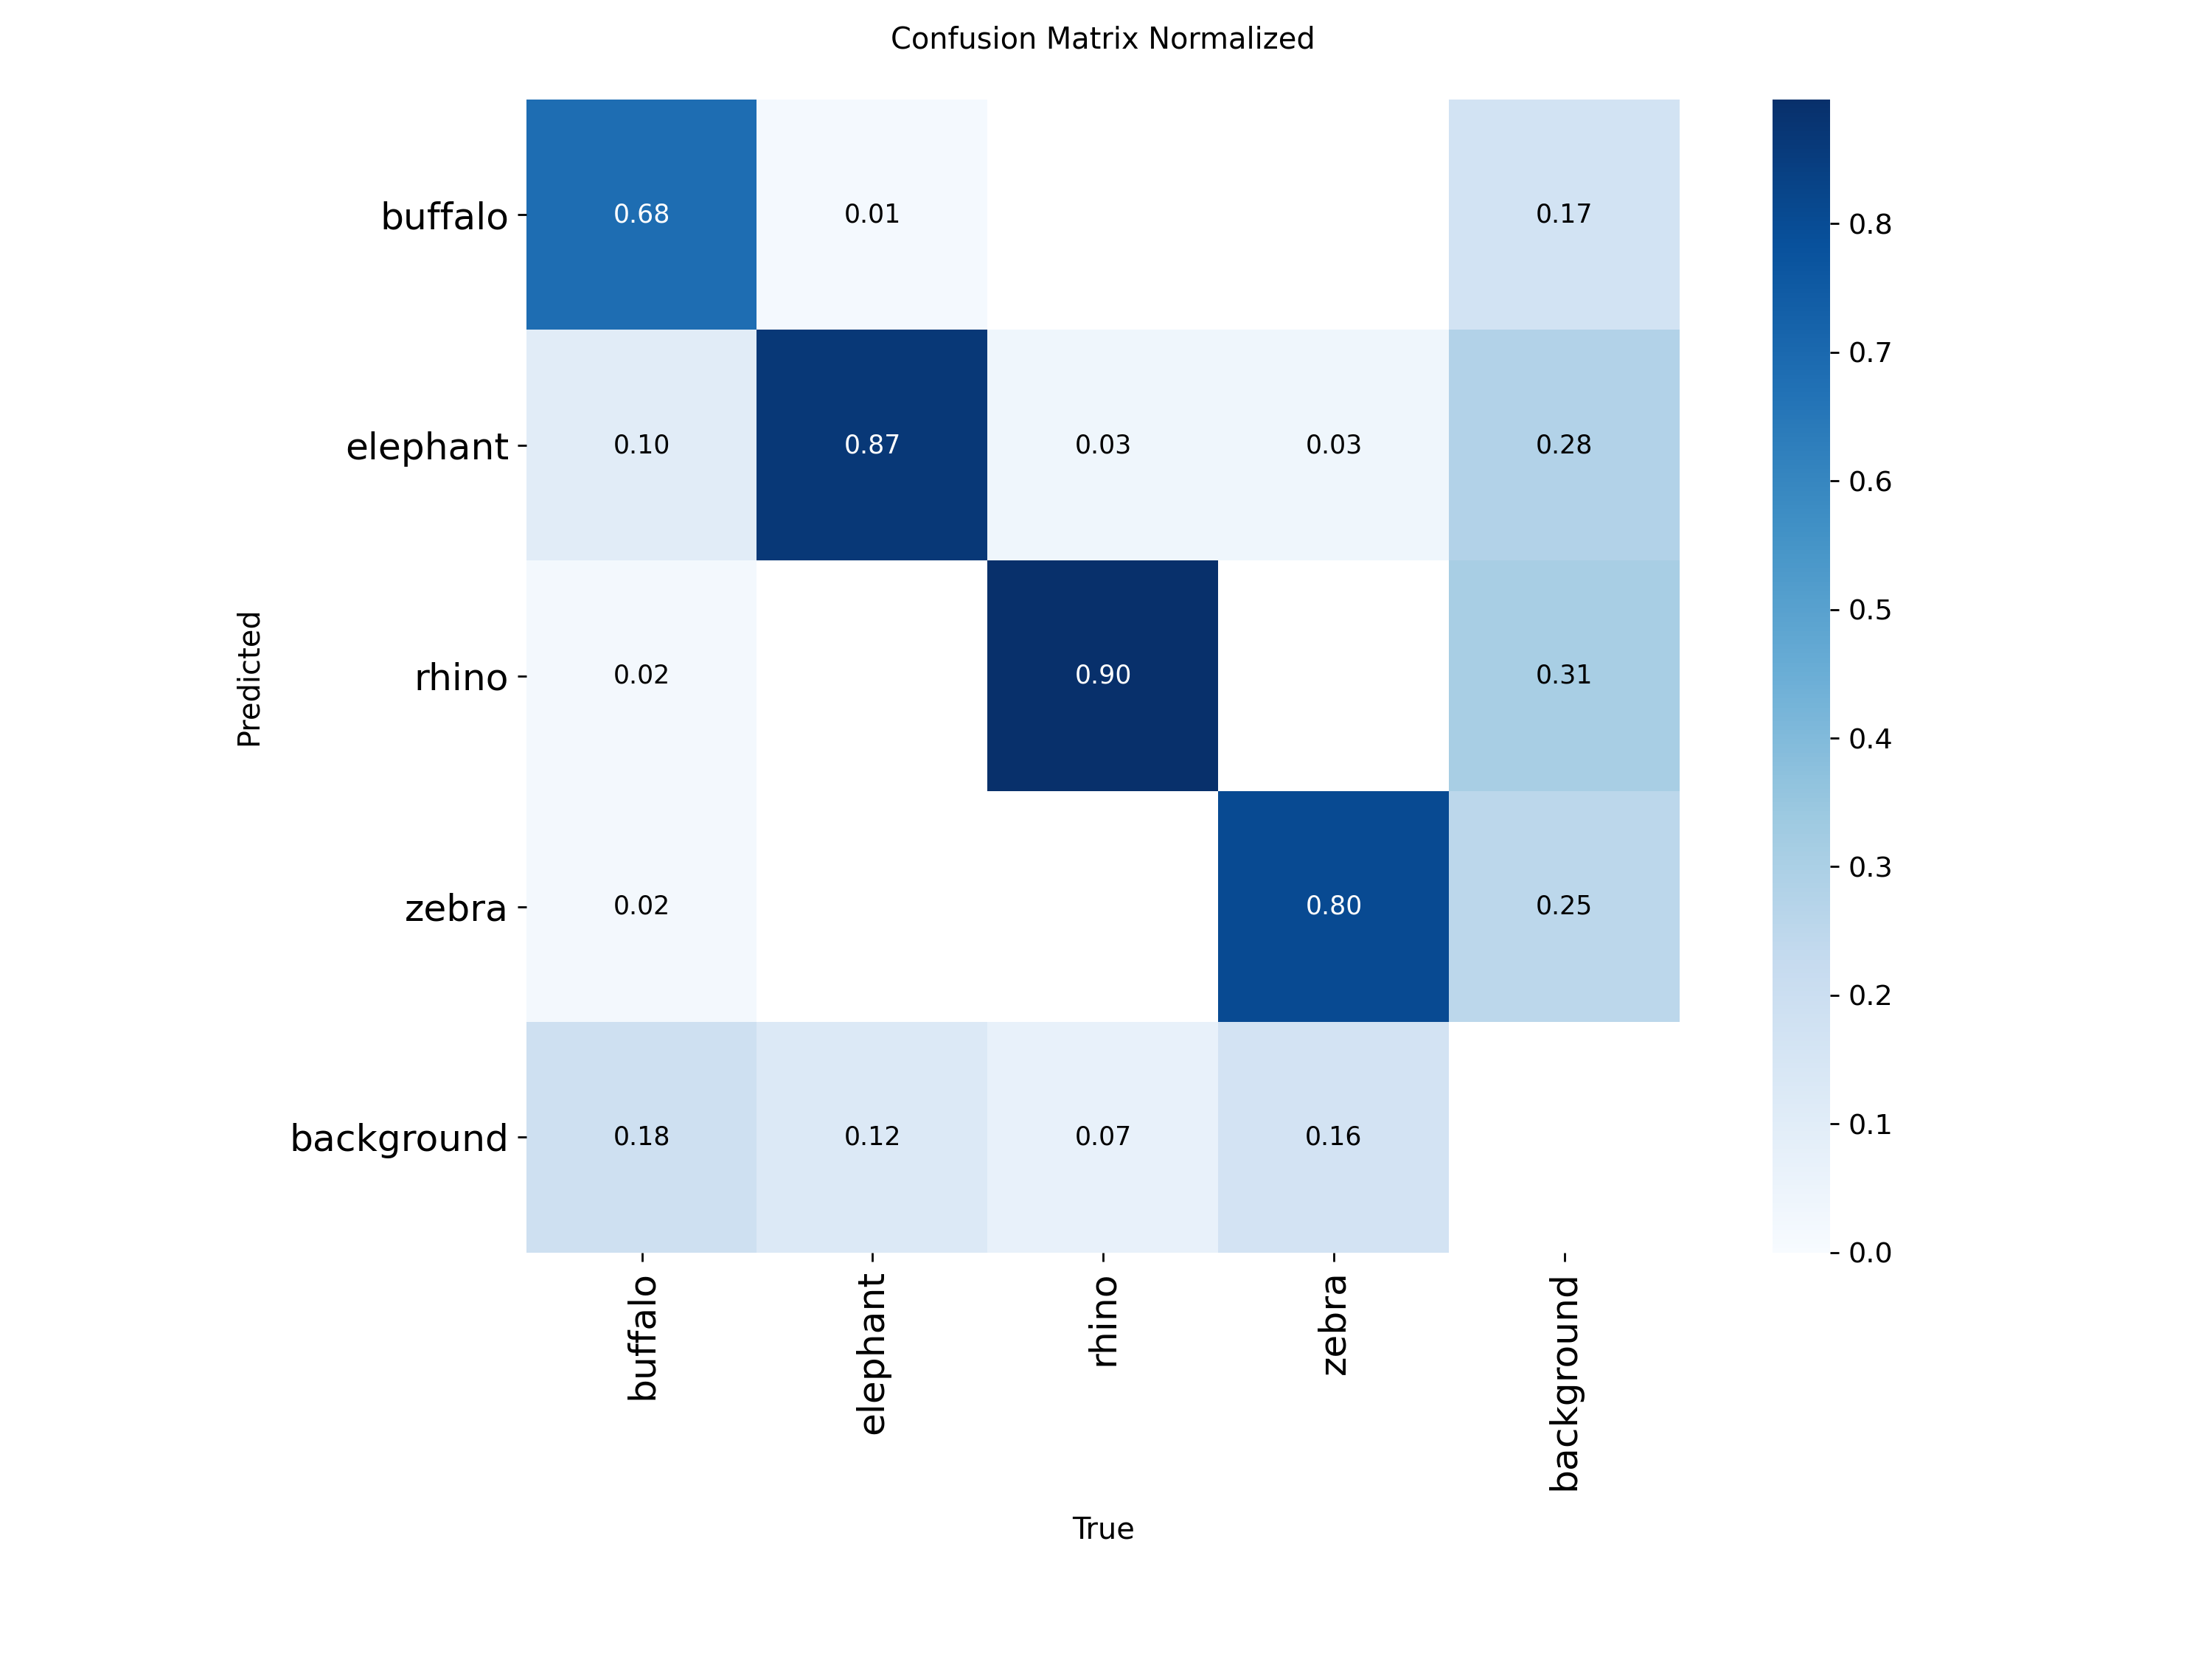 Confusion Matrix Normalized
buffalo 0.68 0.01 0.17
elephant 0.10 0.87 0.03 0.03 0.28
rhino 0.02 0.90 0.31
zebra 0.02 0.80 0.25
background 0.18 0.12 0.07 0.16
Predicted
buffalo elephant rhino zebra background
True
0.8
0.7
0.6
0.5
0.4
0.3
0.2
0.1
0.0